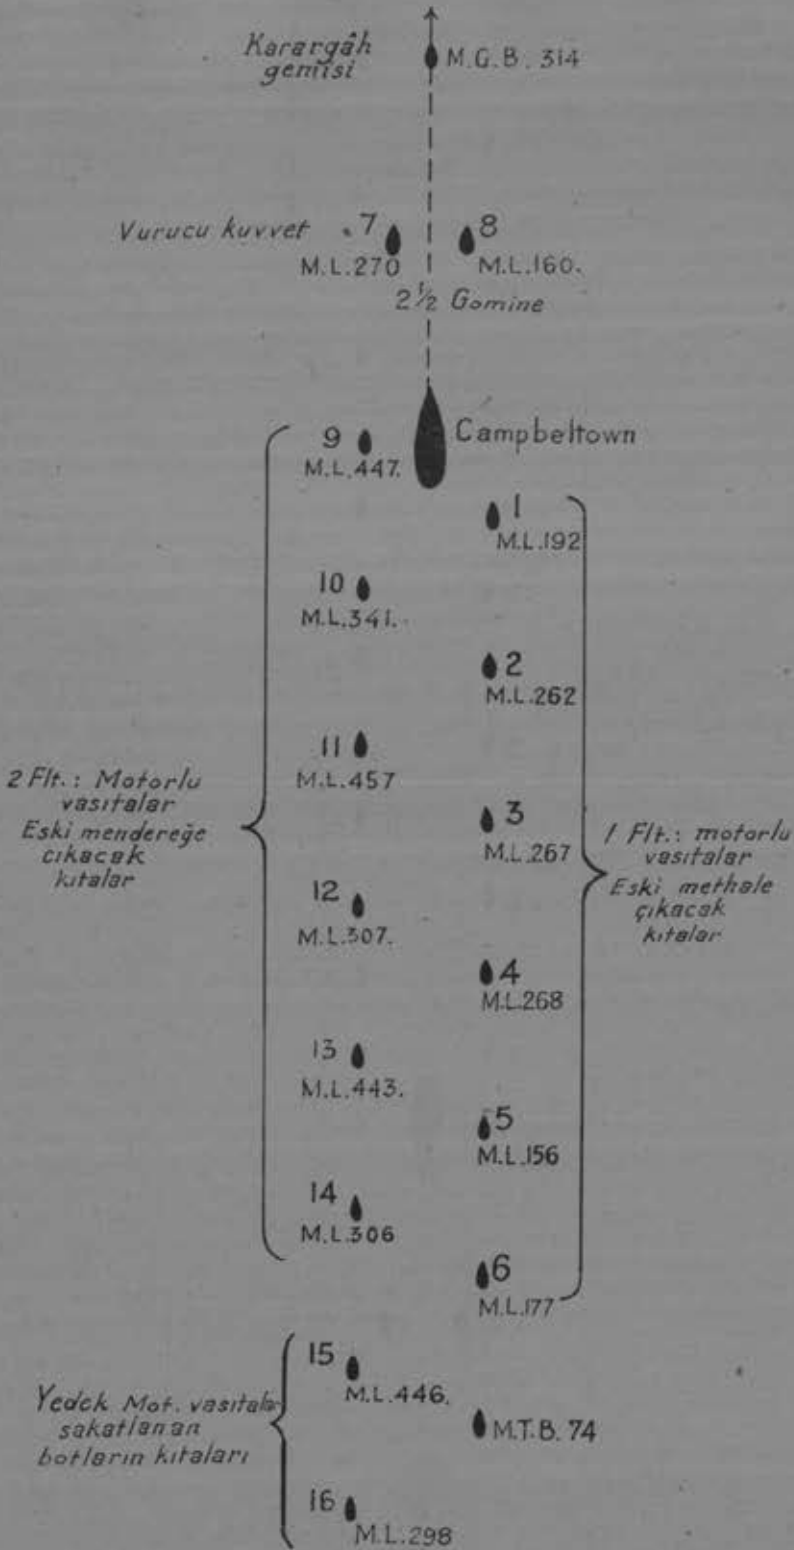 Karargâh
gemisi
M.G.B. 314
Vurucu kuvvet
7
8
M.L.270
M.L.160.
2½ Gomine
9
Campbeltown
M.L.447.
1
M.L.192
10
M.L.341.
2
M.L.262
11
M.L.457
2 Flt.: Motorlu
vasıtalar
Eski mendereğe
cıkacak
kıtalar
3
M.L.267
1 Flt.: motorlu
vasıtalar
Eski methale
çıkacak
kıtalar
12
M.L.307.
4
M.L.268
13
M.L.443.
5
M.L.156
14
M.L.306
6
M.L.177
15
M.L.446.
Yedek Mot. vasıtalar
sakatlanan
botların kıtaları
M.T.B. 74
16
M.L.298